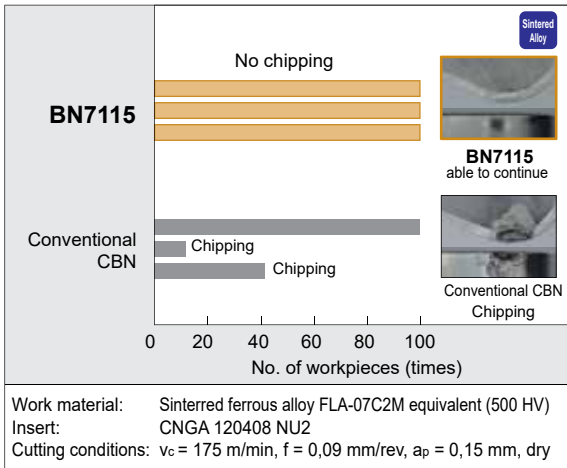 Sintered
Alloy
No chipping
BN7115
BN7115
able to continue
Conventional
CBN
Chipping
Chipping
Conventional CBN
Chipping
0 20 40 60 80 100
No. of workpieces (times)
Work material: Sinterred ferrous alloy FLA-07C2M equivalent (500 HV)
Insert: CNGA 120408 NU2
Cutting conditions: vc = 175 m/min, f = 0,09 mm/rev, ap = 0,15 mm, dry